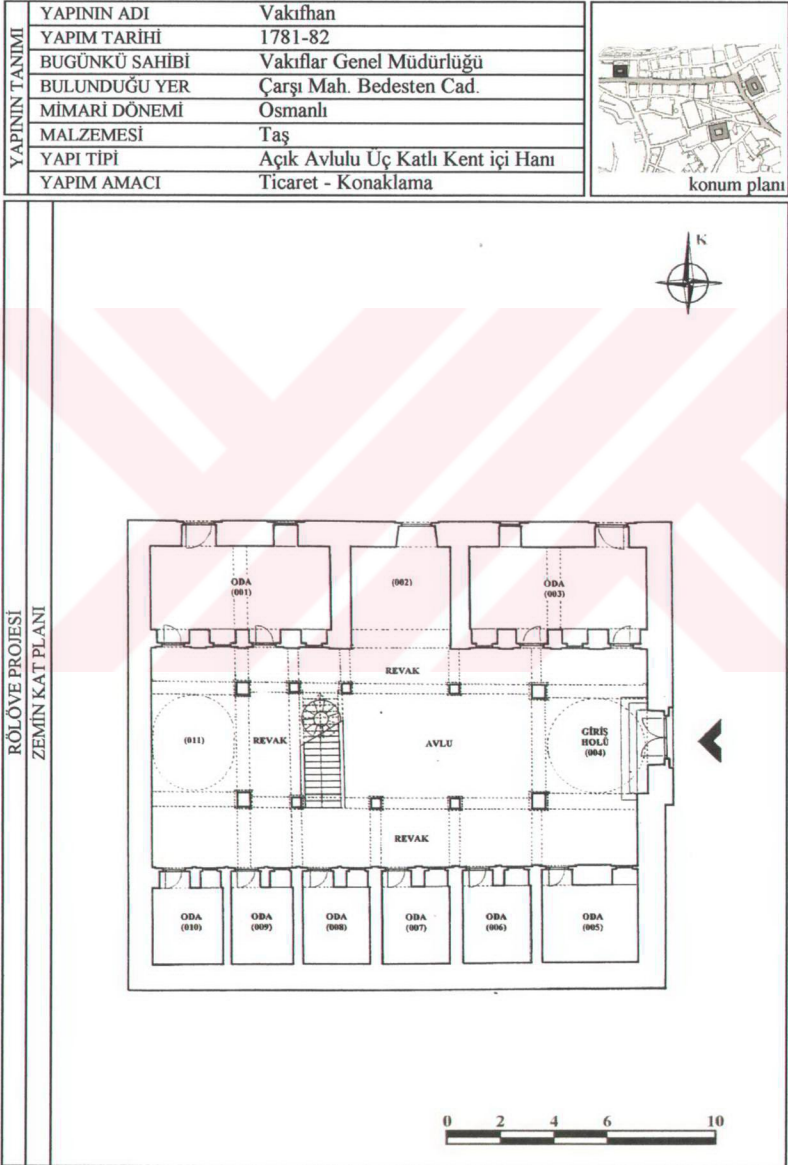 YAPININ TANIMI
YAPININ ADI Vakıfhan
YAPIM TARİHİ 1781-82
BUGÜNKÜ SAHİBİ Vakıflar Genel Müdürlüğü
BULUNDUĞU YER Çarşı Mah. Bedesten Cad.
MİMARİ DÖNEMİ Osmanlı
MALZEMESİ Taş
YAPI TİPİ Açık Avlulu Üç Katlı Kent içi Hanı
YAPIM AMACI Ticaret - Konaklama
konum planı
RÖLÖVE PROJESİ
ZEMİN KAT PLANI
K
ODA
(001)
(002)
ODA
(003)
REVAK
(011)
REVAK
AVLU
GİRİŞ
HOLÜ
(004)
REVAK
ODA
(010)
ODA
(009)
ODA
(008)
ODA
(007)
ODA
(006)
ODA
(005)
0 2 4 6 10